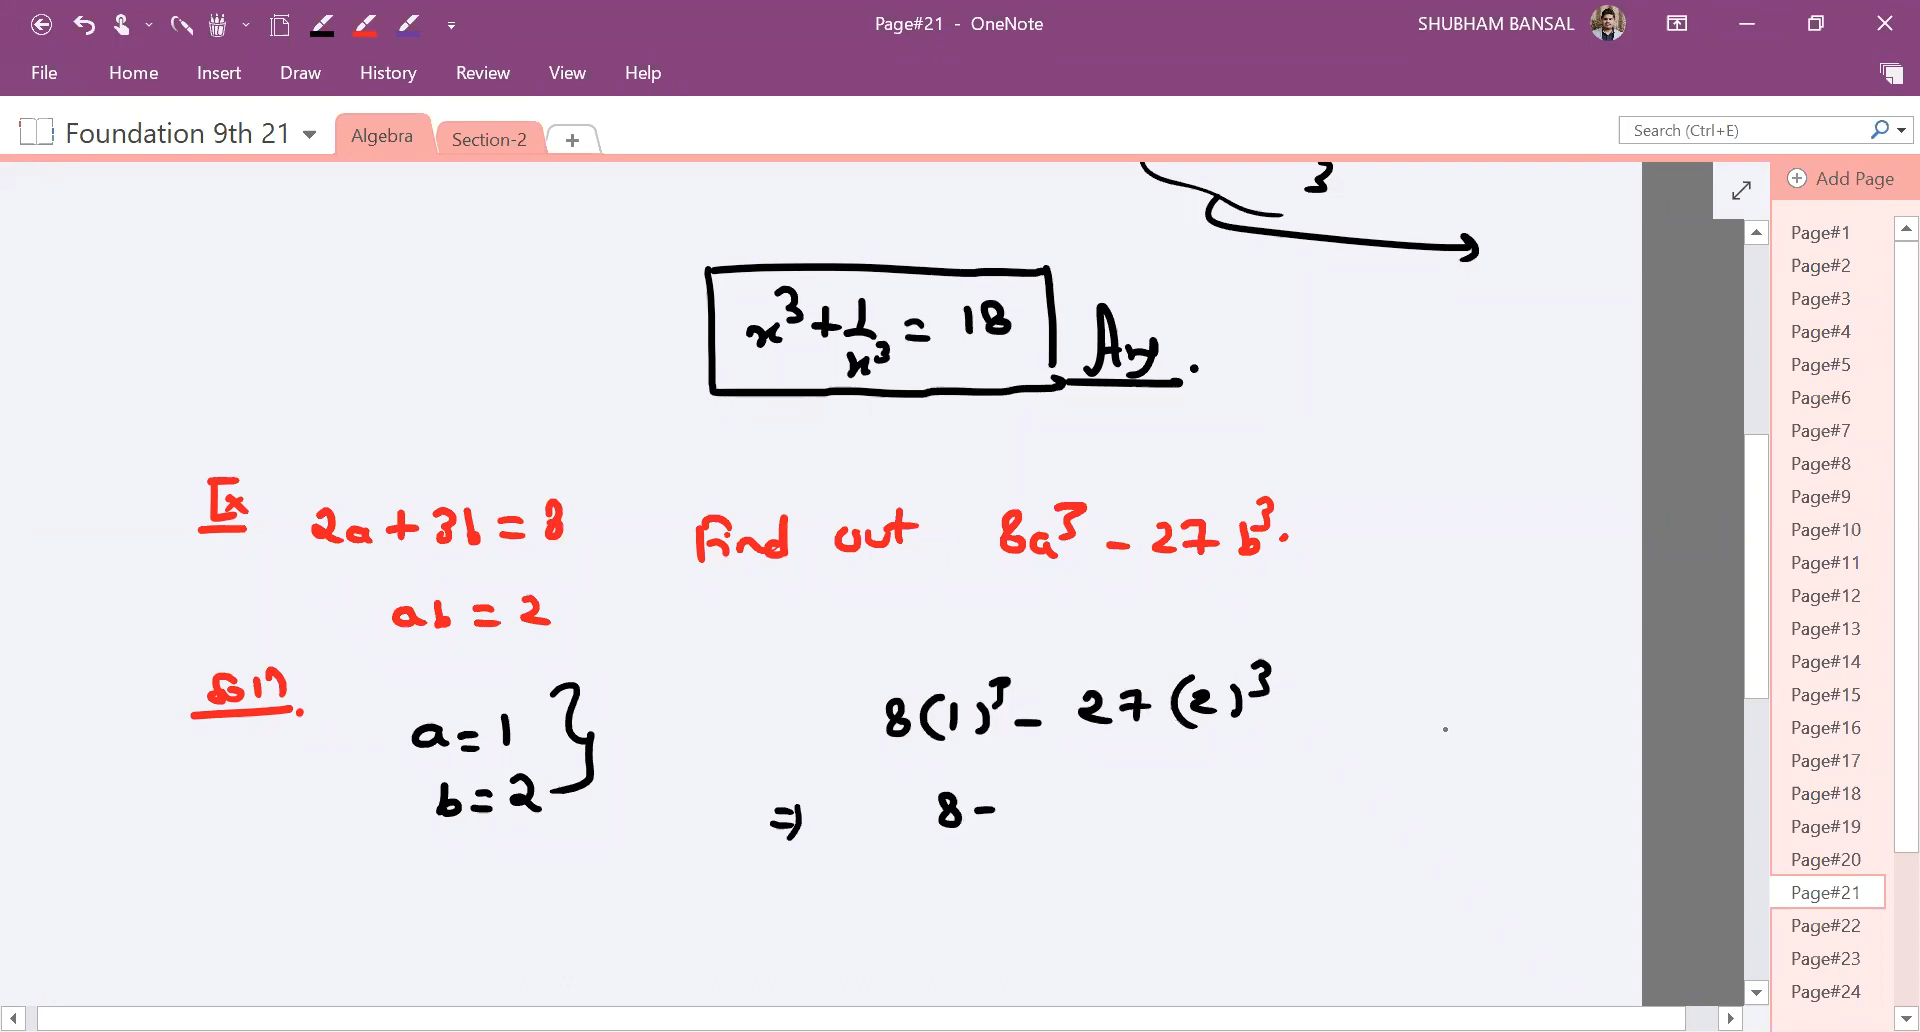 Page#21 - OneNote
SHUBHAM BANSAL
File Home Insert Draw History Review View Help
Foundation 9th 21
Algebra
Section-2
Search (Ctrl+E)
Add Page
3
x³ + 1/x³ = 18
Ex 2a + 3b = 8 Find out 8a³ - 27b³.
ab = 2
Soln.
a = 1
b = 2
8(1)³ - 27(2)³
⇒ 8 -
Page#1
Page#2
Page#3
Page#4
Page#5
Page#6
Page#7
Page#8
Page#9
Page#10
Page#11
Page#12
Page#13
Page#14
Page#15
Page#16
Page#17
Page#18
Page#19
Page#20
Page#21
Page#22
Page#23
Page#24